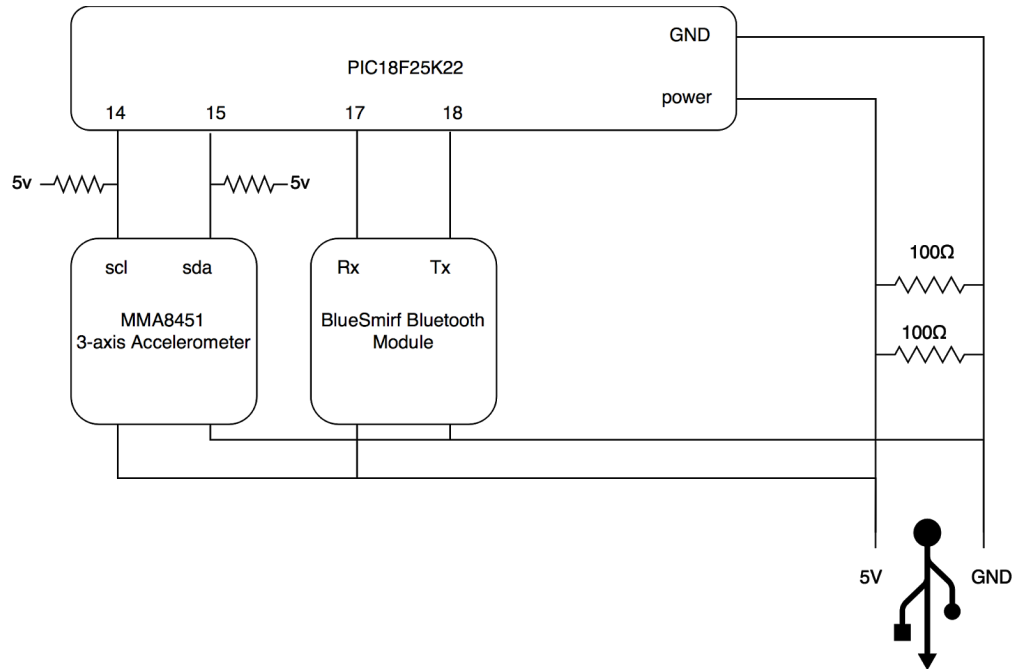 GND
PIC18F25K22
power
14
15
17
18
5v
5v
scl
sda
MMA8451
3-axis Accelerometer
Rx
Tx
BlueSmirf Bluetooth
Module
100Ω
100Ω
5V
GND